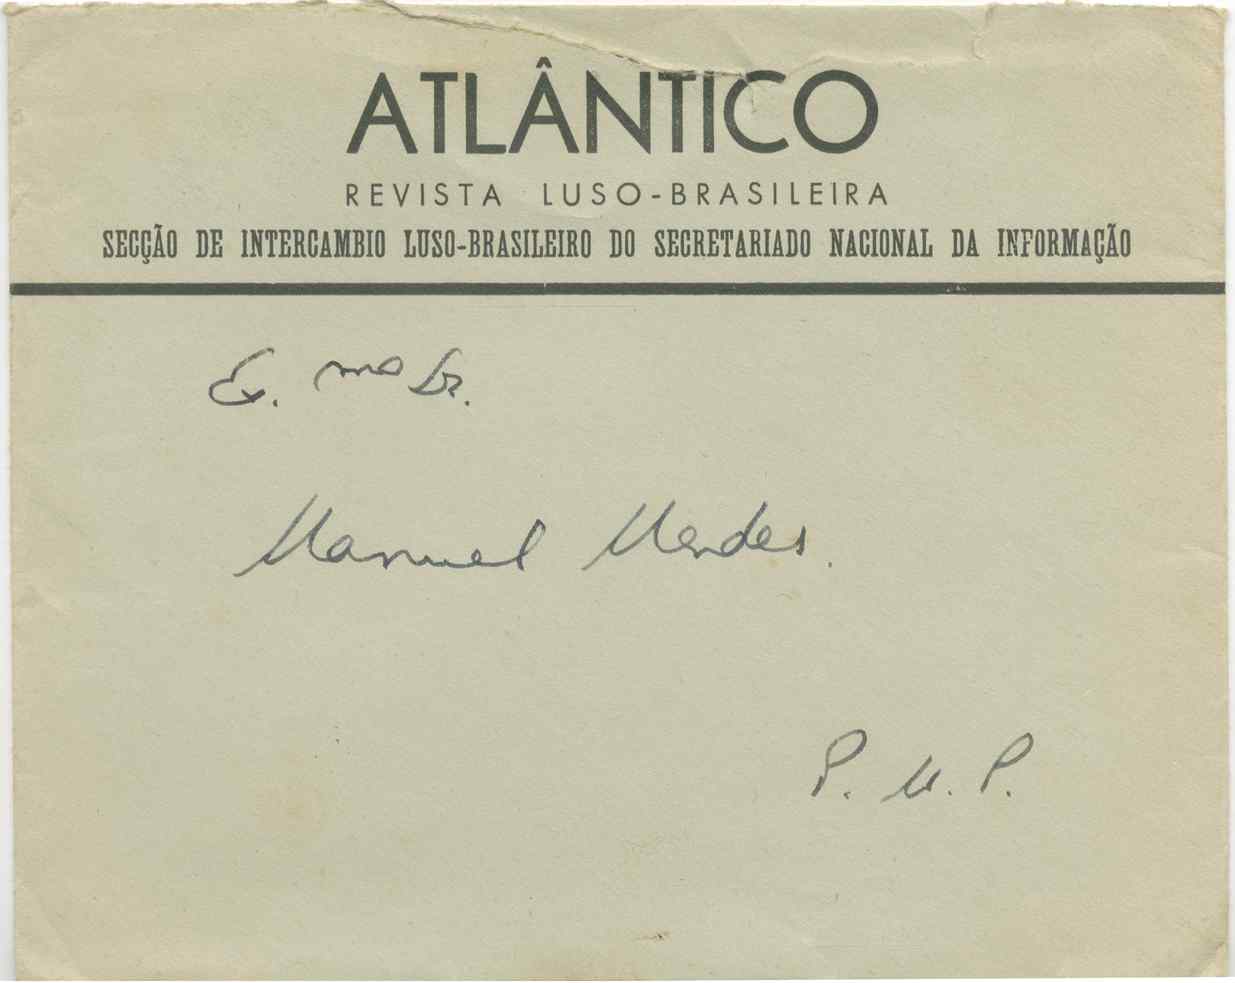 ATLÂNTICO
REVISTA LUSO-BRASILEIRA
SECÇÃO DE INTERCAMBIO LUSO-BRASILEIRO DO SECRETARIADO NACIONAL DA INFORMAÇÃO
Ex.mo Sr.
Manuel Mendes.
P. M. P.